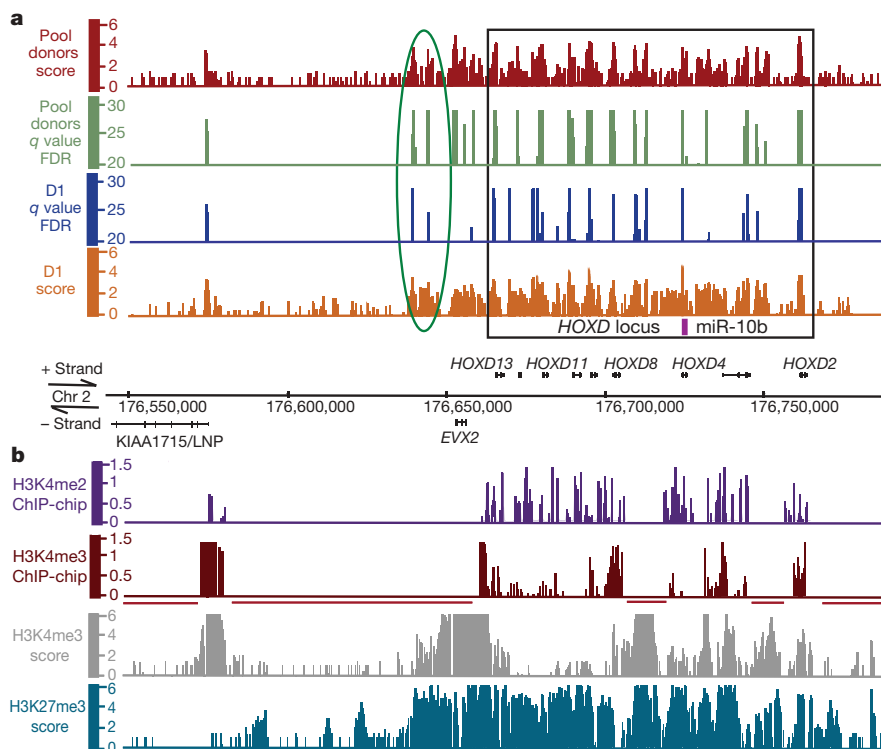 a
Pool
donors
score
6
4
2
0
Pool
donors
q value
FDR
30
25
20
D1
q value
FDR
30
25
20
D1
score
6
4
2
0
HOXD locus
miR-10b
+ Strand
HOXD13
HOXD11
HOXD8
HOXD4
HOXD2
Chr 2
176,550,000
176,600,000
176,650,000
176,700,000
176,750,000
– Strand
KIAA1715/LNP
EVX2
b
H3K4me2
ChIP-chip
1.5
1
0.5
0
H3K4me3
ChIP-chip
1.5
1
0.5
0
H3K4me3
score
6
4
2
0
H3K27me3
score
6
4
2
0